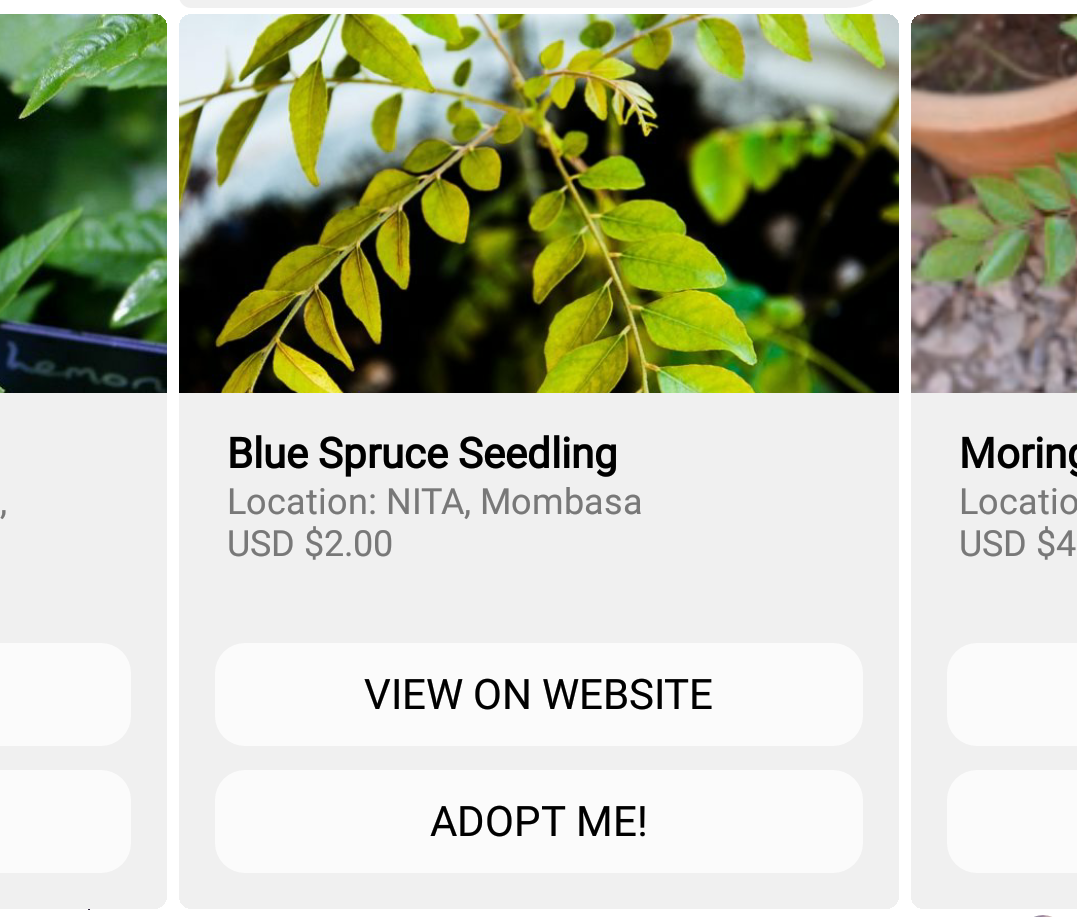 Lemon
,
Blue Spruce Seedling
Location: NITA, Mombasa
USD $2.00
VIEW ON WEBSITE
ADOPT ME!
Moring
Locatio
USD $4